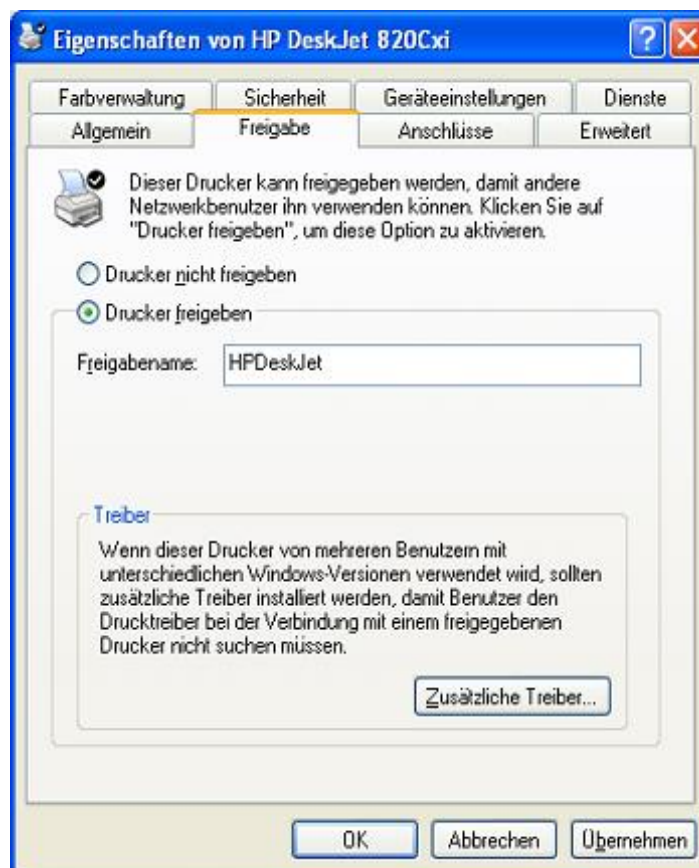 Eigenschaften von HP DeskJet 820Cxi
Farbverwaltung Sicherheit Geräteeinstellungen Dienste
Allgemein Freigabe Anschlüsse Erweitert
Dieser Drucker kann freigegeben werden, damit andere
Netzwerkbenutzer ihn verwenden können. Klicken Sie auf
"Drucker freigeben", um diese Option zu aktivieren.
Drucker nicht freigeben
Drucker freigeben
Freigabename: HPDeskJet
Treiber
Wenn dieser Drucker von mehreren Benutzern mit
unterschiedlichen Windows-Versionen verwendet wird, sollten
zusätzliche Treiber installiert werden, damit Benutzer den
Drucktreiber bei der Verbindung mit einem freigegebenen
Drucker nicht suchen müssen.
Zusätzliche Treiber...
OK Abbrechen Übernehmen